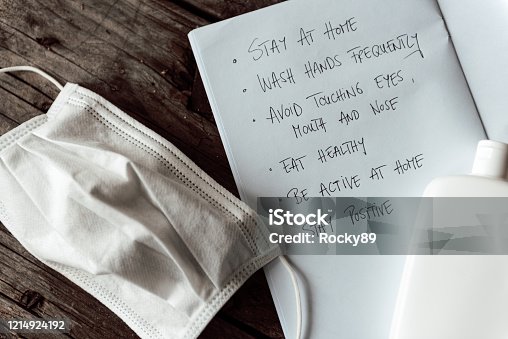 • STAY AT HOME
• WASH HANDS FREQUENTLY
• AVOID TOUCHING EYES,
MOUTH AND NOSE
• EAT HEALTHY
• BE ACTIVE AT HOME
STAY POSITIVE
iStock
Credit: Rocky89
1214924192